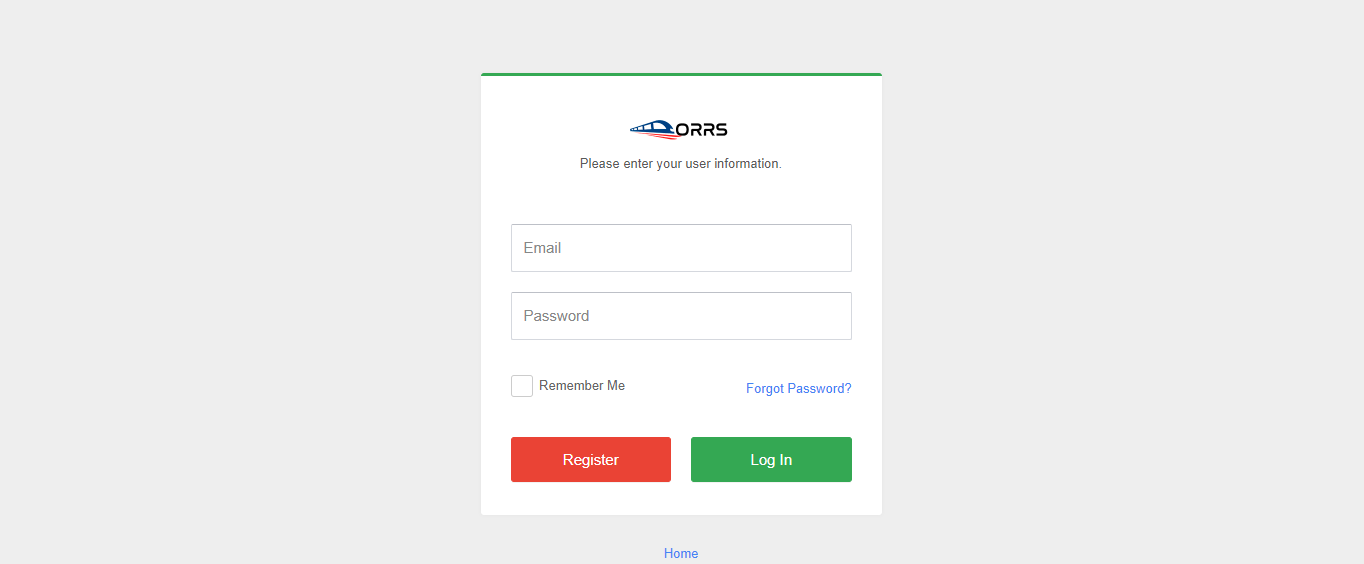 ORRS
Please enter your user information.
Email
Password
Remember Me
Forgot Password?
Register
Log In
Home